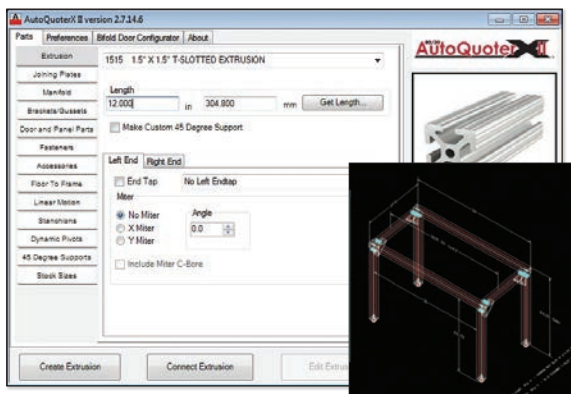 AutoQuoterX II version 2.7.14.6
Parts
Preferences
Bifold Door Configurator
About
Extrusion
Joining Plates
Manifold
Brackets/Gussets
Door and Panel Parts
Fasteners
Accessories
Floor To Frame
Linear Motion
Stanchions
Dynamic Pivots
45 Degree Supports
Stock Sizes
1515 1.5" X 1.5" T-SLOTTED EXTRUSION
Length
12.000 in 304.800 mm Get Length...
Make Custom 45 Degree Support
Left End
Right End
End Tap No Left Endtap
Miter
No Miter
X Miter
Y Miter
Angle
0.0
Include Miter C-Bore
Create Extrusion
Connect Extrusion
Edit Extrus
AutoQuoterX II